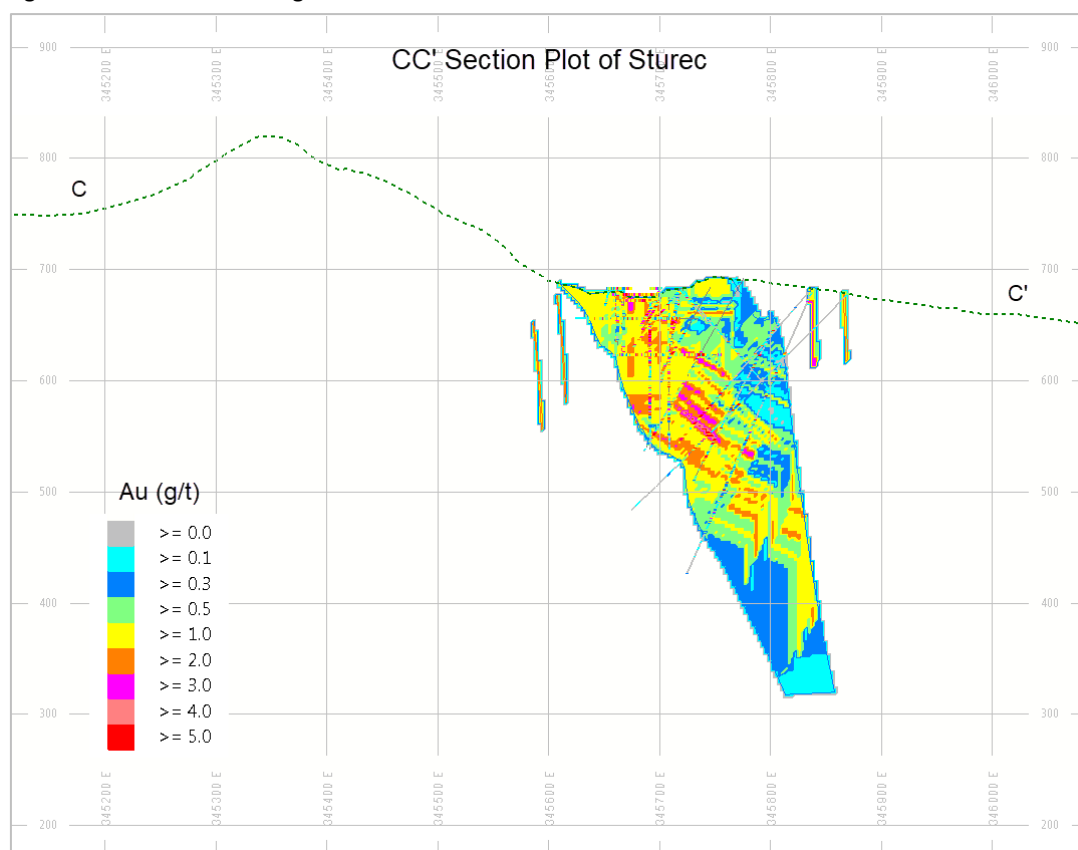 CC' Section Plot of Sturec
345200 E
345300 E
345400 E
345500 E
345600 E
345700 E
345800 E
345900 E
346000 E
900
900
800
800
C
700
700
C'
600
600
500
500
Au (g/t)
>= 0.0
>= 0.1
>= 0.3
>= 0.5
>= 1.0
>= 2.0
>= 3.0
>= 4.0
>= 5.0
400
400
300
300
345200 E
345300 E
345400 E
345500 E
345600 E
345700 E
345800 E
345900 E
346000 E
200
200